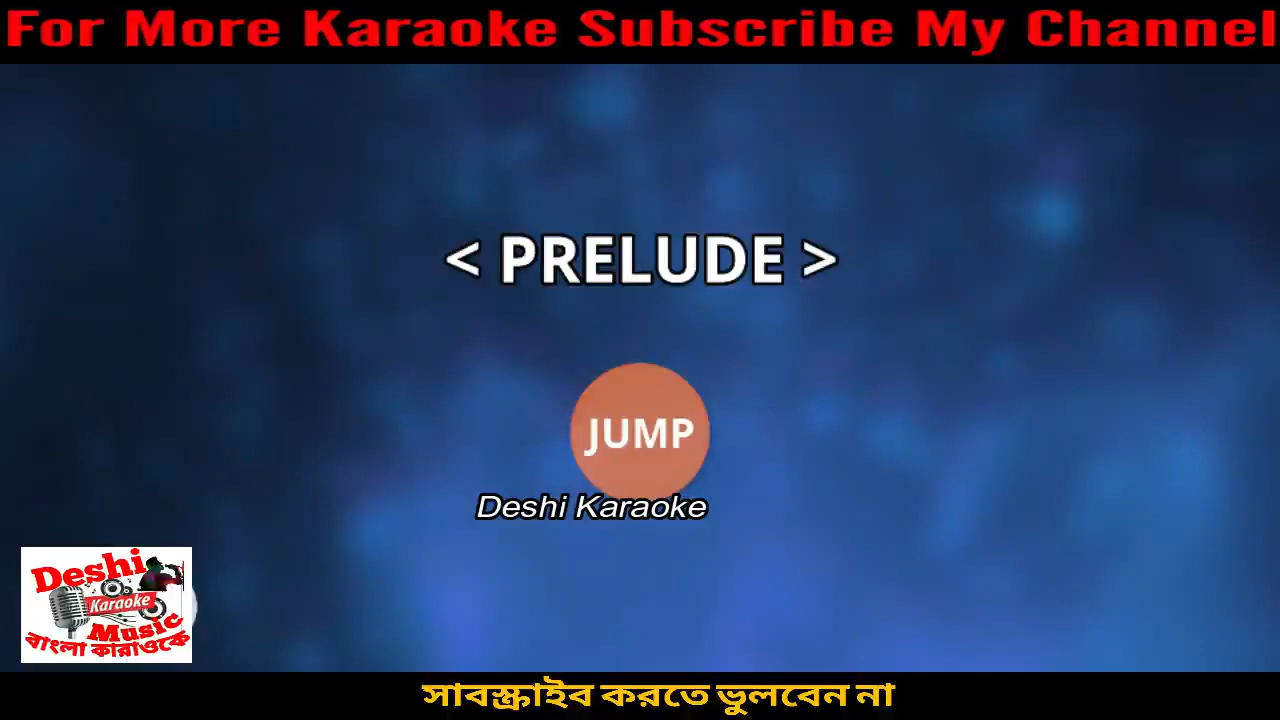 For More Karaoke Subscribe My Channel
< PRELUDE >
JUMP
Deshi Karaoke
Deshi
Karaoke
Music
বাংলা কারাওকে
সাবস্ক্রাইব করতে ভুলবেন না